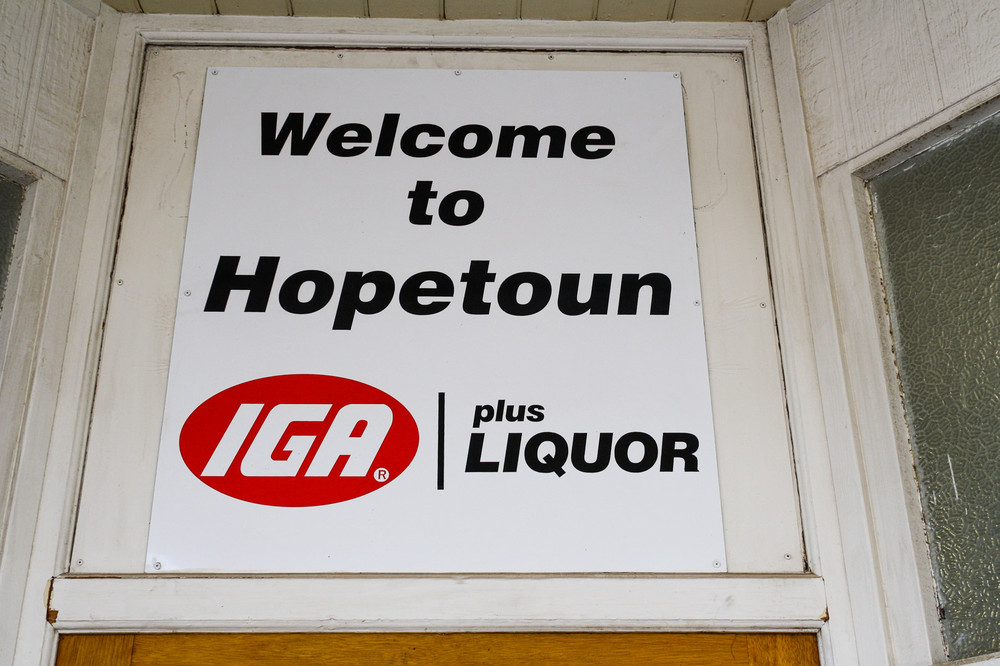 Welcome
to
Hopetoun
IGA®
plus
LIQUOR